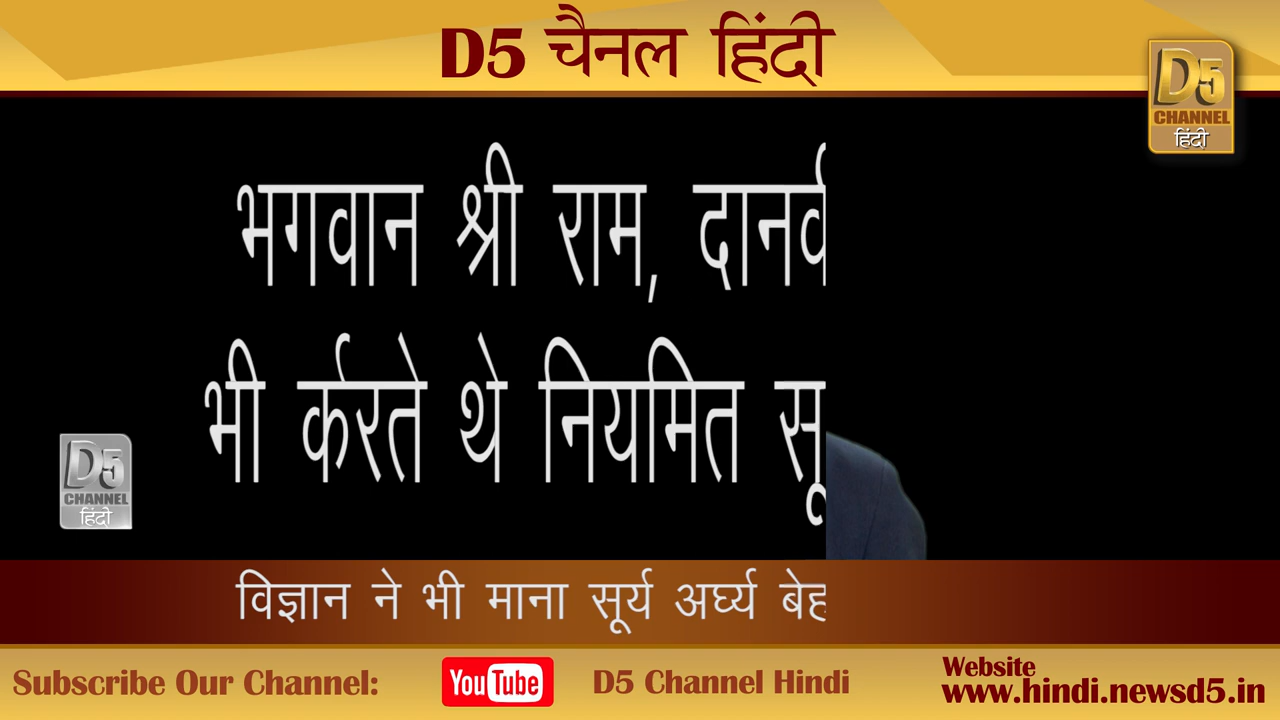 D5 चैनल हिंदी
D5
CHANNEL
हिंदी
भगवान श्री राम,
भी र्करते थे नियमित
D5
CHANNEL
हिंदी
विज्ञान ने भी माना सूर्य अर्घ्य
Subscribe Our Channel:
YouTube
D5 Channel Hindi
Website
www.hindi.newsd5.in